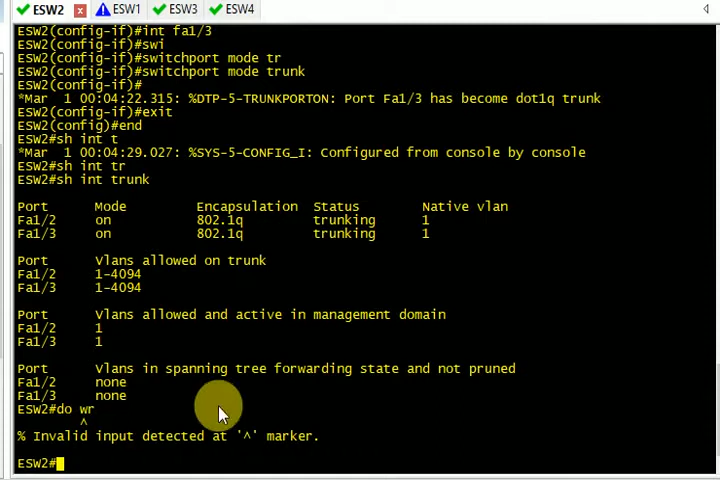 ESW2 ESW1 ESW3 ESW4
ESW2(config-if)#int fa1/3
ESW2(config-if)#swi
ESW2(config-if)#switchport mode tr
ESW2(config-if)#switchport mode trunk
ESW2(config-if)#
*Mar  1 00:04:22.315: %DTP-5-TRUNKPORTON: Port Fa1/3 has become dot1q trunk
ESW2(config-if)#exit
ESW2(config)#end
ESW2#sh int t
*Mar  1 00:04:29.027: %SYS-5-CONFIG_I: Configured from console by console
ESW2#sh int tr
ESW2#sh int trunk
Port Mode Encapsulation Status Native vlan
Fa1/2 on 802.1q trunking 1
Fa1/3 on 802.1q trunking 1
Port Vlans allowed on trunk
Fa1/2 1-4094
Fa1/3 1-4094
Port Vlans allowed and active in management domain
Fa1/2 1
Fa1/3 1
Port Vlans in spanning tree forwarding state and not pruned
Fa1/2 none
Fa1/3 none
ESW2#do wr
^
% Invalid input detected at '^' marker.
ESW2#